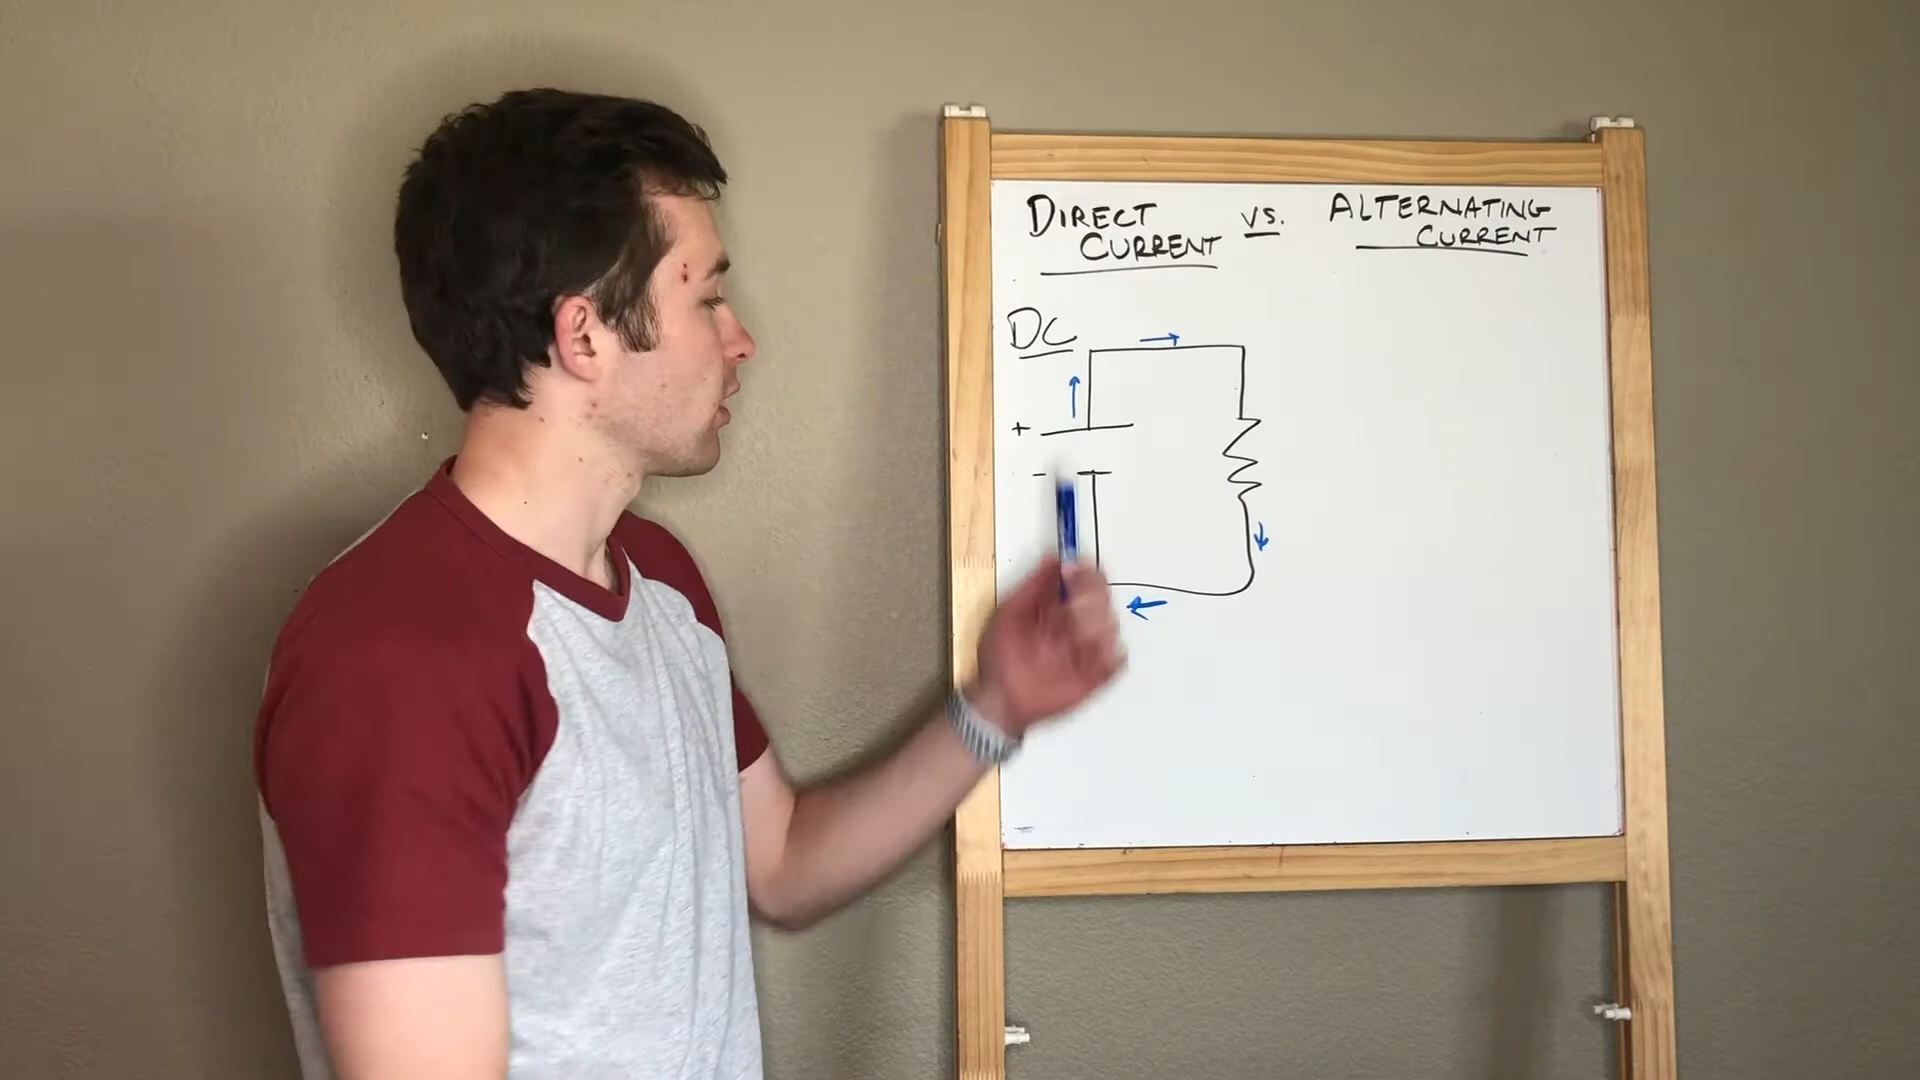 DIRECT CURRENT vs. ALTERNATING CURRENT
DC
+
-